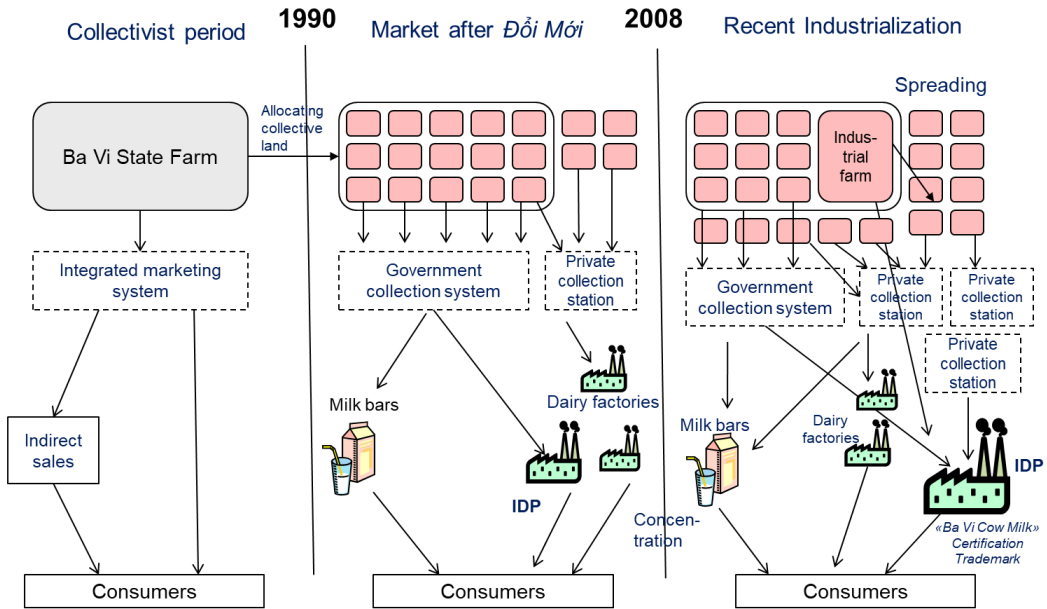 Collectivist period
1990
Market after Đổi Mới
2008
Recent Industrialization
Spreading
Ba Vi State Farm
Allocating
collective
land
Indus-
trial
farm
Integrated marketing
system
Government
collection system
Private
collection
station
Government
collection system
Private
collection
station
Private
collection
station
Private
collection
station
Indirect
sales
Milk bars
Dairy factories
IDP
Milk bars
Dairy
factories
IDP
Concen-
tration
«Ba Vi Cow Milk»
Certification
Trademark
Consumers
Consumers
Consumers